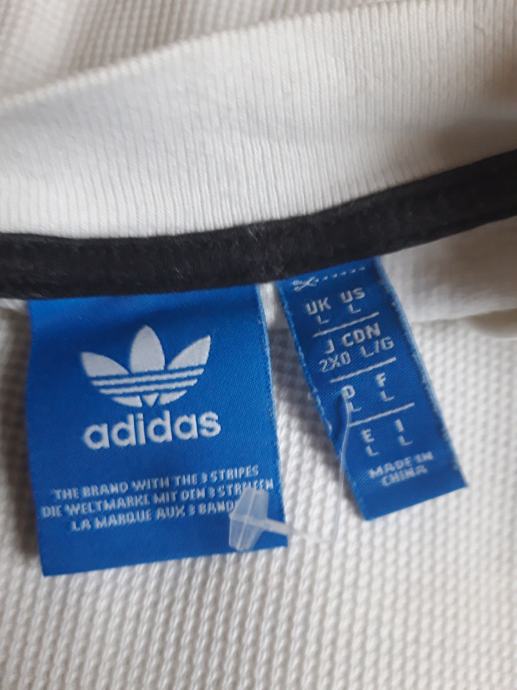 adidas
THE BRAND WITH THE 3 STRIPES
DIE WELTMARKE MIT DEN 3 STREIFEN
LA MARQUE AUX 3
UK US
L L
J CDN
2XO L/G
D F
L L
E I
L L
MADE IN
CHINA